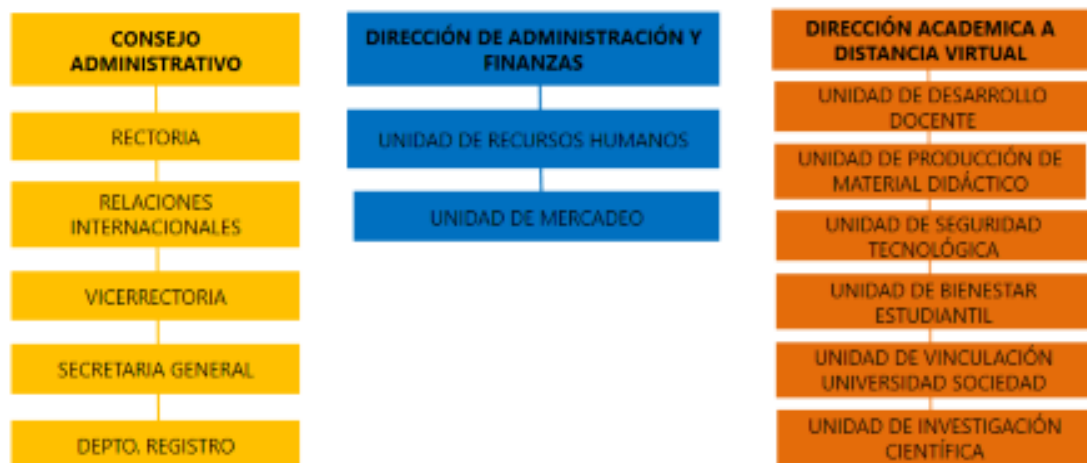 CONSEJO
ADMINISTRATIVO
RECTORIA
RELACIONES
INTERNACIONALES
VICERRECTORIA
SECRETARIA GENERAL
DEPTO. REGISTRO
DIRECCIÓN DE ADMINISTRACIÓN Y
FINANZAS
UNIDAD DE RECURSOS HUMANOS
UNIDAD DE MERCADEO
DIRECCIÓN ACADEMICA A
DISTANCIA VIRTUAL
UNIDAD DE DESARROLLO
DOCENTE
UNIDAD DE PRODUCCIÓN DE
MATERIAL DIDÁCTICO
UNIDAD DE SEGURIDAD
TECNOLÓGICA
UNIDAD DE BIENESTAR
ESTUDIANTIL
UNIDAD DE VINCULACIÓN
UNIVERSIDAD SOCIEDAD
UNIDAD DE INVESTIGACIÓN
CIENTÍFICA